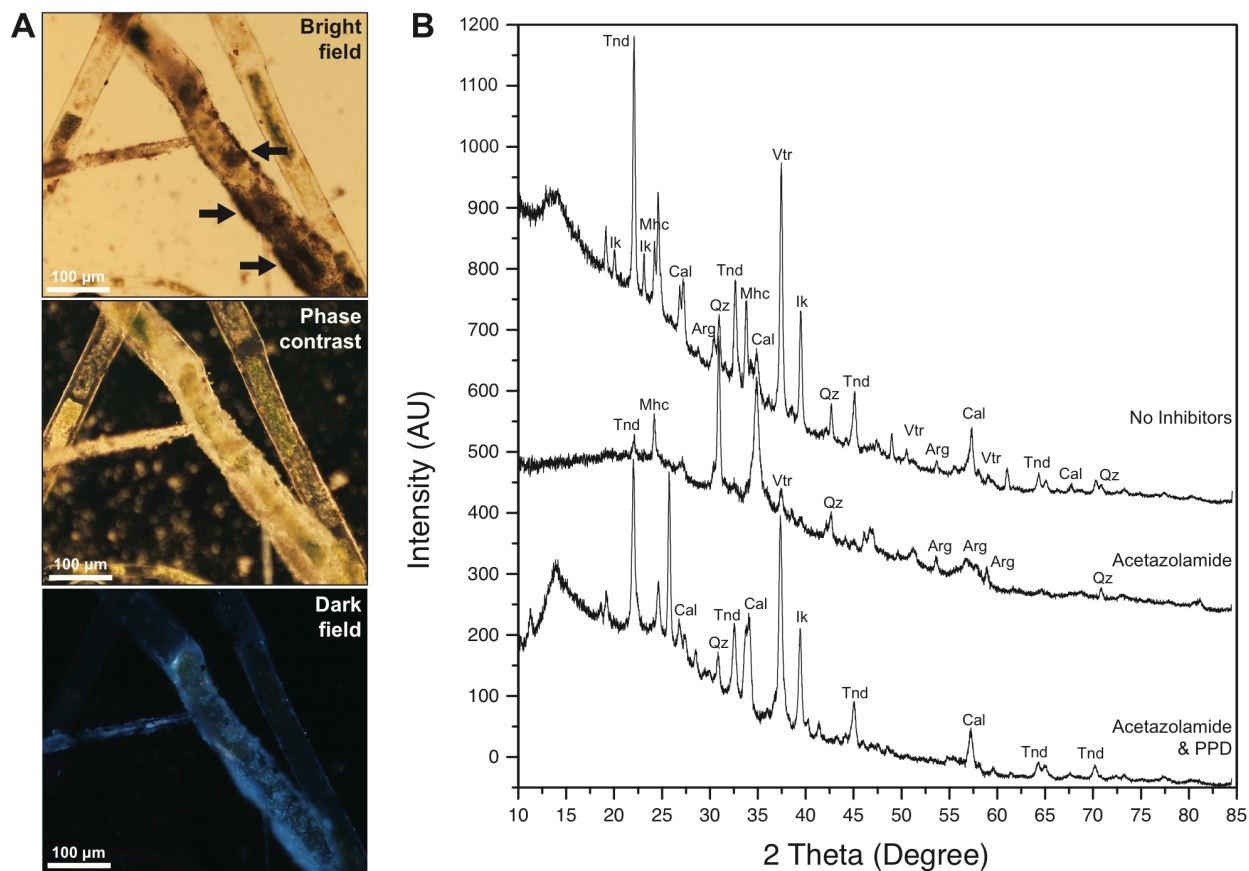 A
Bright
field
100 µm
Phase
contrast
100 µm
Dark
field
100 µm
B
Intensity (AU)
1200
1100
1000
900
800
700
600
500
400
300
200
100
0
Tnd
Ik
Ik
Mhc
Cal
Arg
Qz
Tnd
Mhc
Cal
Vtr
Ik
Qz
Tnd
Vtr
Arg
Cal
Vtr
Tnd
Cal
Qz
No Inhibitors
Tnd
Mhc
Vtr
Qz
Arg
Arg
Arg
Qz
Acetazolamide
Cal
Qz
Tnd
Cal
Ik
Tnd
Cal
Tnd
Tnd
Acetazolamide
& PPD
10 15 20 25 30 35 40 45 50 55 60 65 70 75 80 85
2 Theta (Degree)